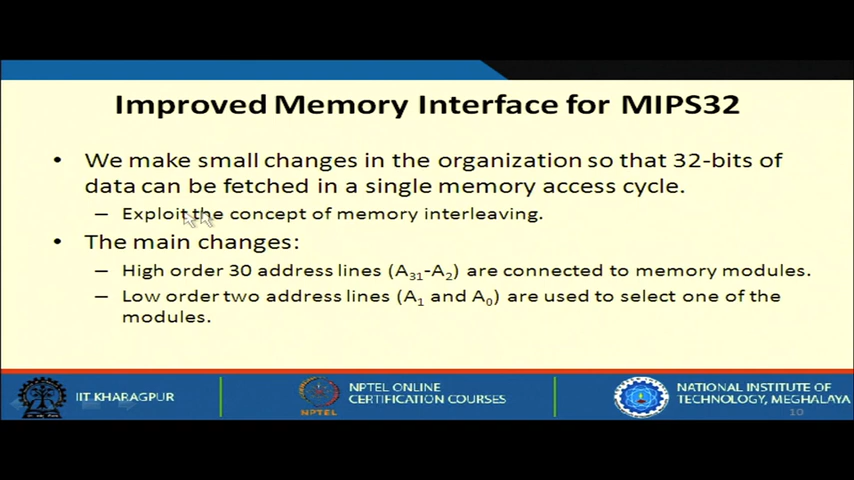 Improved Memory Interface for MIPS32
• We make small changes in the organization so that 32-bits of
data can be fetched in a single memory access cycle.
– Exploit the concept of memory interleaving.
• The main changes:
– High order 30 address lines (A31-A2) are connected to memory modules.
– Low order two address lines (A1 and A0) are used to select one of the
modules.
IIT KHARAGPUR
NPTEL
NPTEL ONLINE
CERTIFICATION COURSES
NATIONAL INSTITUTE OF
TECHNOLOGY, MEGHALAYA
10